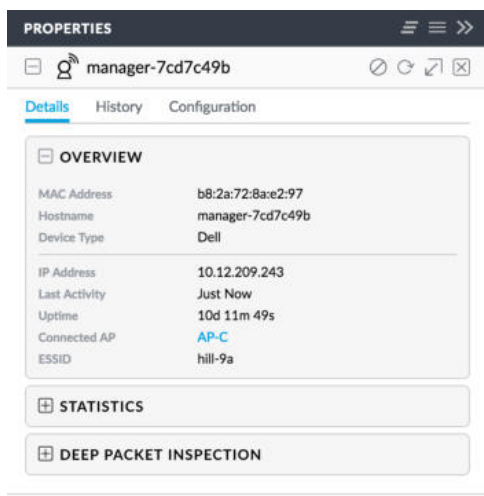 PROPERTIES
manager-7cd7c49b
Details History Configuration
OVERVIEW
MAC Address b8:2a:72:8a:e2:97
Hostname manager-7cd7c49b
Device Type Dell
IP Address 10.12.209.243
Last Activity Just Now
Uptime 10d 11m 49s
Connected AP AP-C
ESSID hill-9a
STATISTICS
DEEP PACKET INSPECTION